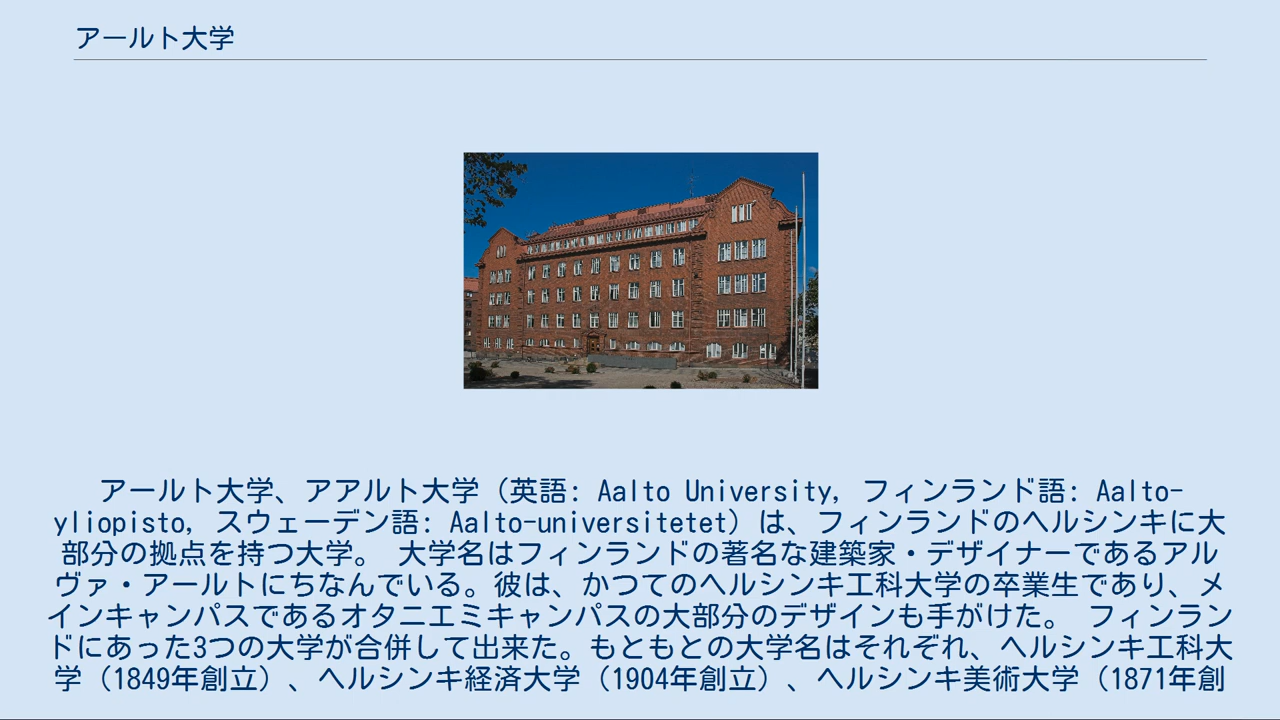 アールト大学
アールト大学、アアルト大学（英語: Aalto University, フィンランド語: Aalto-
yliopisto, スウェーデン語: Aalto-universitetet）は、フィンランドのヘルシンキに大
部分の拠点を持つ大学。 大学名はフィンランドの著名な建築家・デザイナーであるアル
ヴァ・アールトにちなんでいる。彼は、かつてのヘルシンキ工科大学の卒業生であり、メ
インキャンパスであるオタニエミキャンパスの大部分のデザインも手がけた。 フィンラン
ドにあった3つの大学が合併して出来た。もともとの大学名はそれぞれ、ヘルシンキ工科大
学（1849年創立）、ヘルシンキ経済大学（1904年創立）、ヘルシンキ美術大学（1871年創